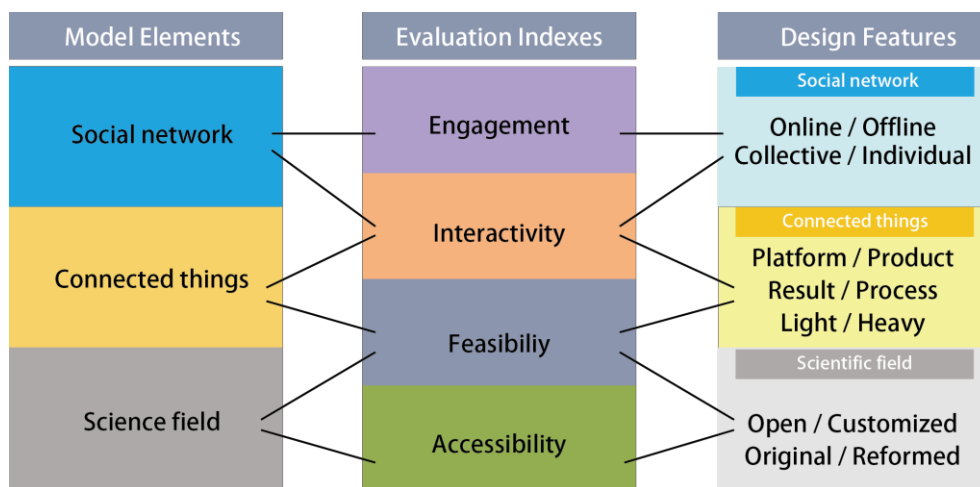 Model Elements
Evaluation Indexes
Design Features
Social network
Connected things
Science field
Engagement
Interactivity
Feasibiliy
Accessibility
Social network
Online / Offline
Collective / Individual
Connected things
Platform / Product
Result / Process
Light / Heavy
Scientific field
Open / Customized
Original / Reformed